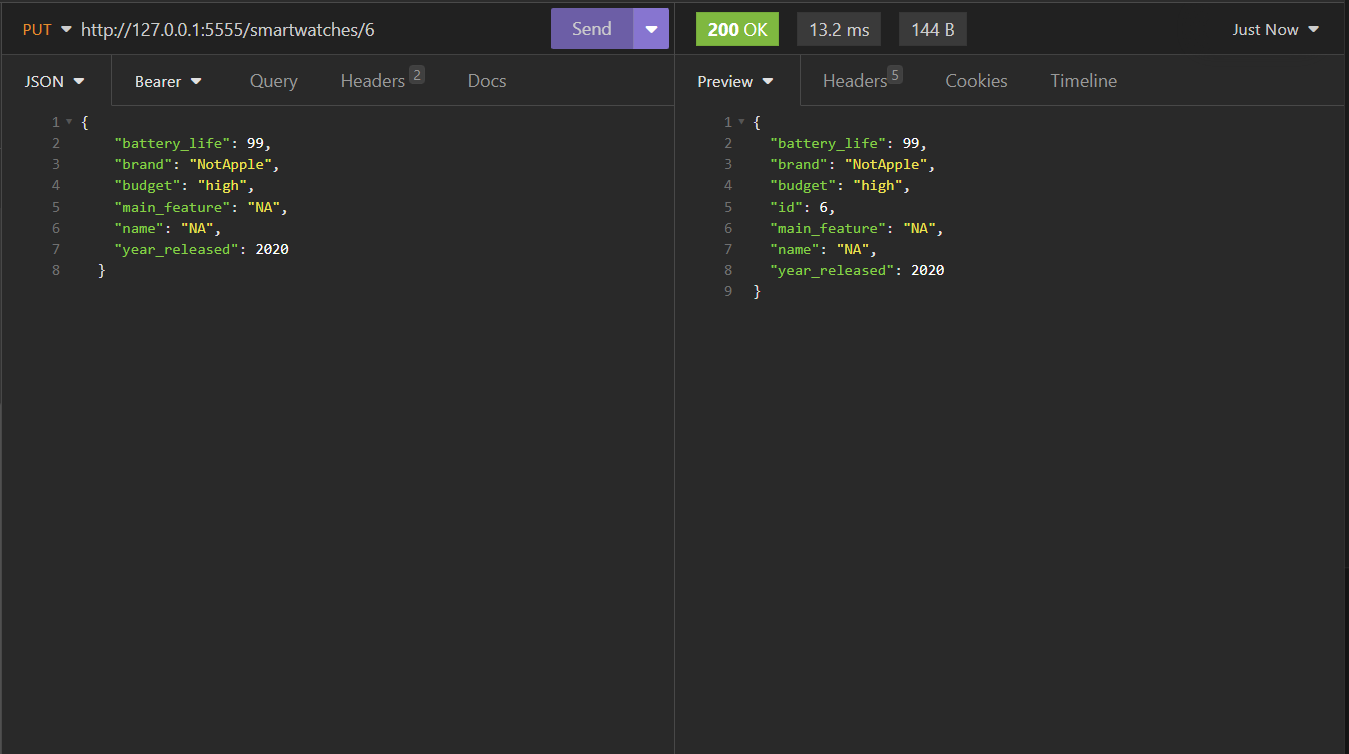 PUT http://127.0.0.1:5555/smartwatches/6 Send
JSON Bearer Query Headers 2 Docs
1 {
2 "battery_life": 99,
3 "brand": "NotApple",
4 "budget": "high",
5 "main_feature": "NA",
6 "name": "NA",
7 "year_released": 2020
8 }
200 OK 13.2 ms 144 B Just Now
Preview Headers 5 Cookies Timeline
1 {
2 "battery_life": 99,
3 "brand": "NotApple",
4 "budget": "high",
5 "id": 6,
6 "main_feature": "NA",
7 "name": "NA",
8 "year_released": 2020
9 }